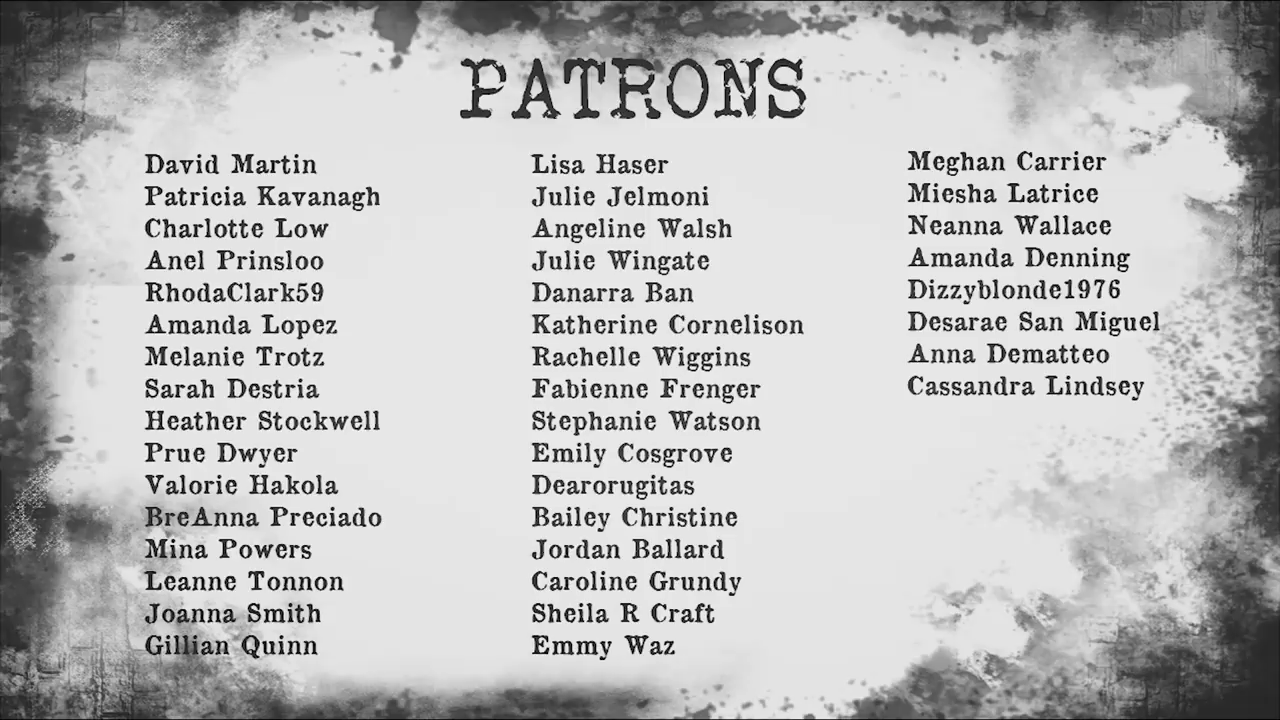 PATRONS
David Martin
Patricia Kavanagh
Charlotte Low
Anel Prinsloo
RhodaClark59
Amanda Lopez
Melanie Trotz
Sarah Destria
Heather Stockwell
Prue Dwyer
Valorie Hakola
BreAnna Preciado
Mina Powers
Leanne Tonnon
Joanna Smith
Gillian Quinn
Lisa Haser
Julie Jelmoni
Angeline Walsh
Julie Wingate
Danarra Ban
Katherine Cornelison
Rachelle Wiggins
Fabienne Frenger
Stephanie Watson
Emily Cosgrove
Dearorugitas
Bailey Christine
Jordan Ballard
Caroline Grundy
Sheila R Craft
Emmy Waz
Meghan Carrier
Miesha Latrice
Neanna Wallace
Amanda Denning
Dizzyblonde1976
Desarae San Miguel
Anna Dematteo
Cassandra Lindsey